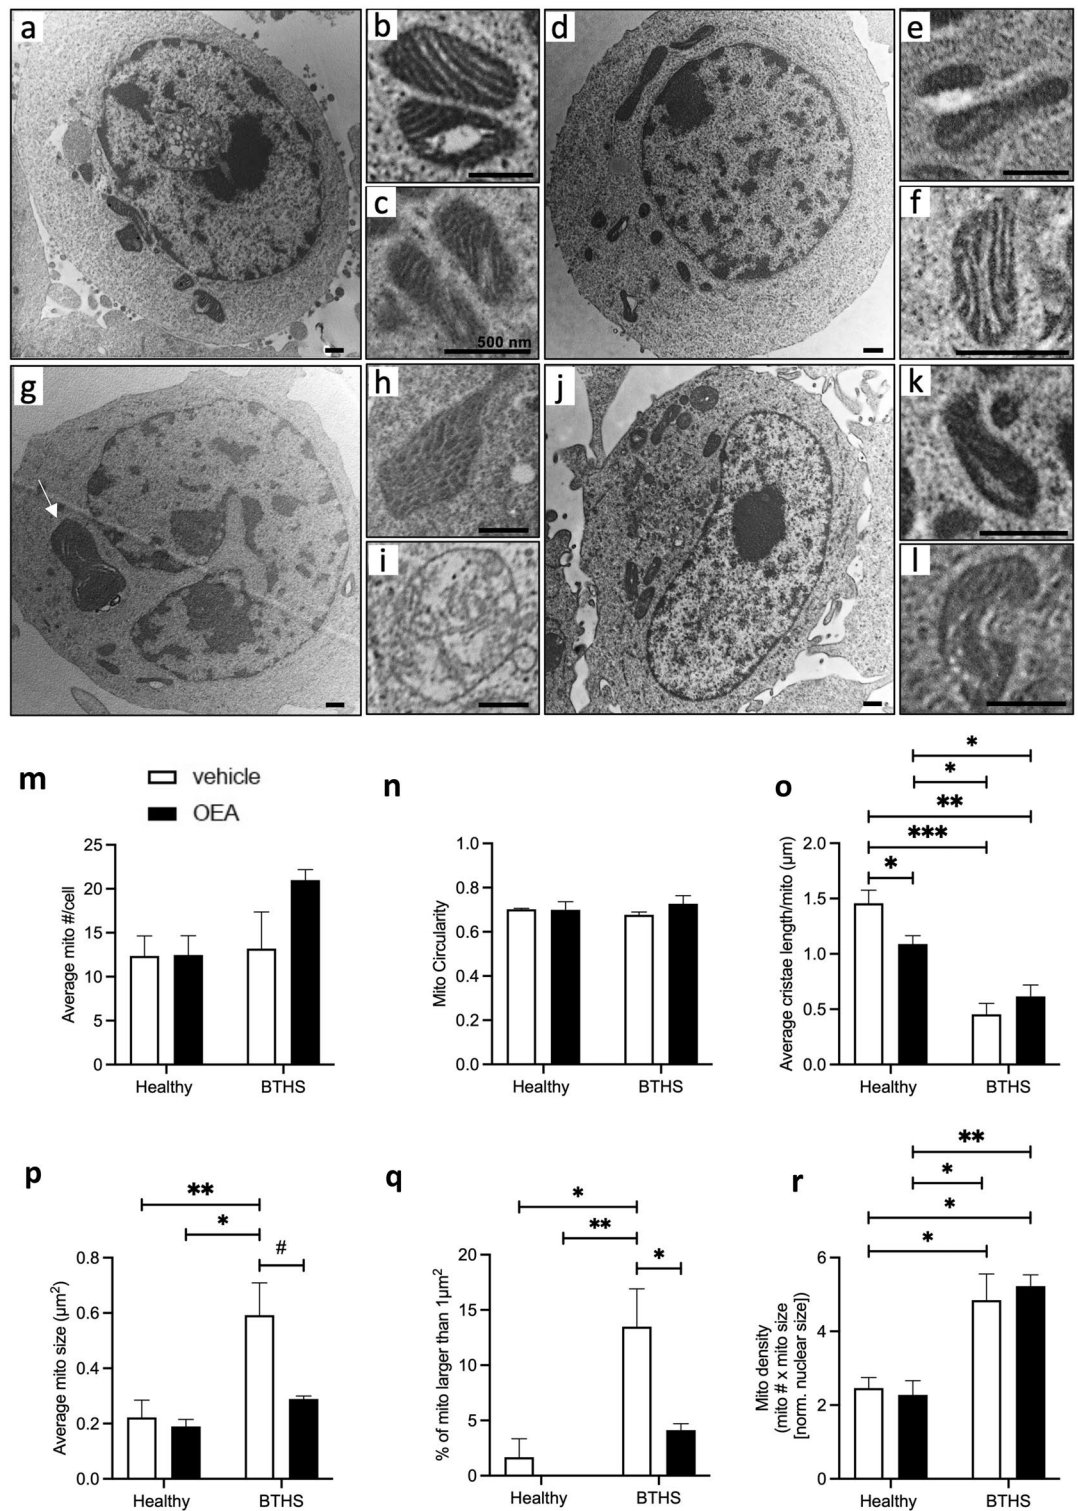 a
b
c
500 nm
d
e
f
g
h
i
j
k
l
m
vehicle
OEA
25
20
15
10
5
0
Average mito #/cell
Healthy
BTHS
n
1.0
0.8
0.6
0.4
0.2
0.0
Mito Circularity
Healthy
BTHS
o
*
*
**
***
*
2.0
1.5
1.0
0.5
0.0
Average cristae length/mito (µm)
Healthy
BTHS
p
**
*
#
0.8
0.6
0.4
0.2
0.0
Average mito size (µm²)
Healthy
BTHS
q
*
**
*
20
15
10
5
0
% of mito larger than 1µm²
Healthy
BTHS
r
**
*
*
*
6
4
2
0
Mito density
(mito # x mito size
[norm. nuclear size])
Healthy
BTHS